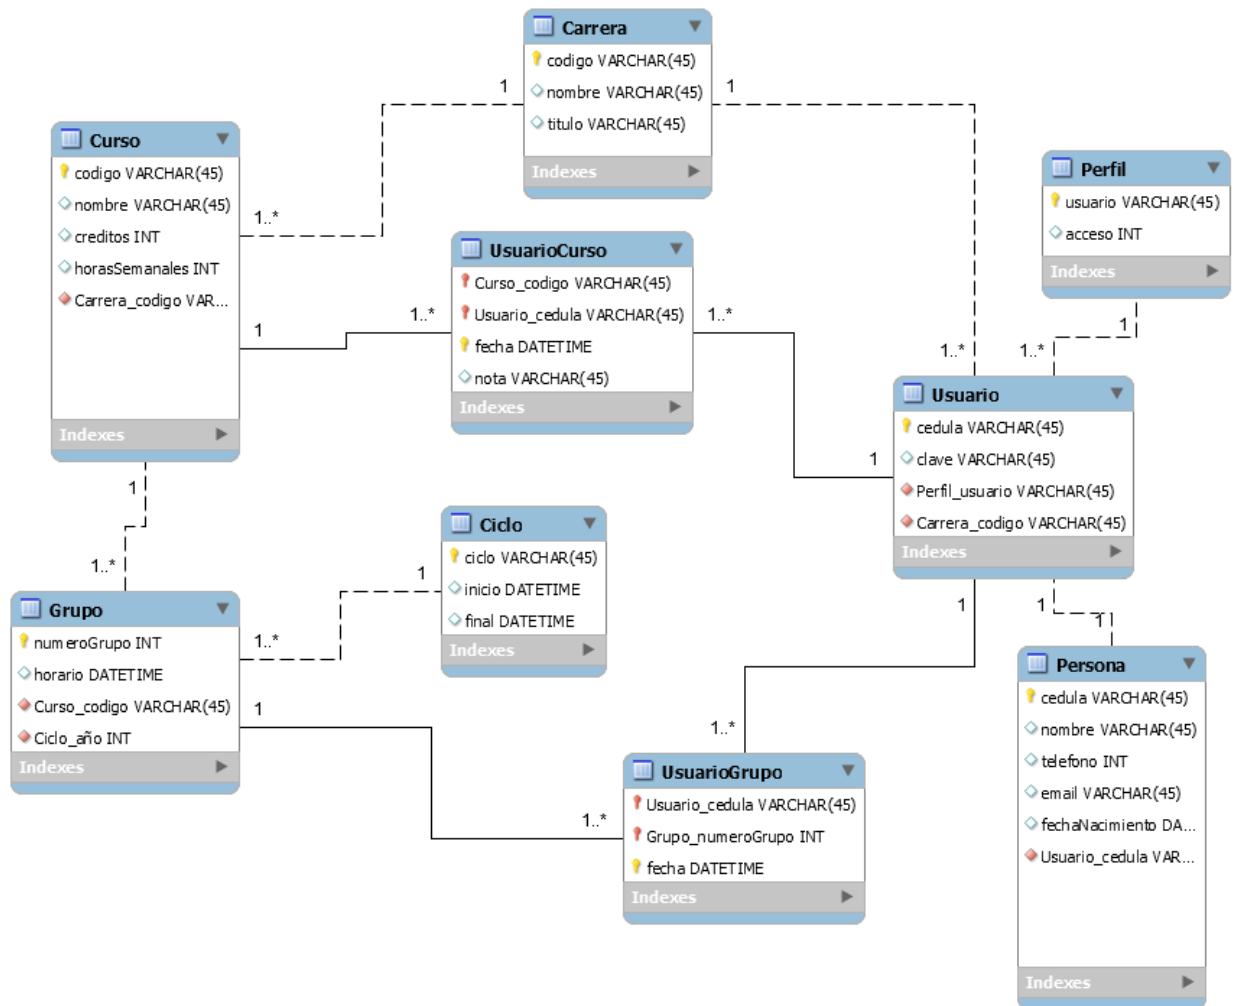 Carrera
codigo VARCHAR(45)
nombre VARCHAR(45)
titulo VARCHAR(45)
Indexes
1
1
Curso
codigo VARCHAR(45)
nombre VARCHAR(45)
creditos INT
horasSemanales INT
Carrera_codigo VAR...
Indexes
1..*
1
1
UsuarioCurso
Curso_codigo VARCHAR(45)
Usuario_cedula VARCHAR(45)
fecha DATETIME
nota VARCHAR(45)
Indexes
1..*
1..*
Perfil
usuario VARCHAR(45)
acceso INT
Indexes
1
1..*
1..*
Usuario
cedula VARCHAR(45)
clave VARCHAR(45)
Perfil_usuario VARCHAR(45)
Carrera_codigo VARCHAR(45)
Indexes
1
1
1
1
Ciclo
ciclo VARCHAR(45)
inicio DATETIME
final DATETIME
Indexes
1
1..*
Grupo
numeroGrupo INT
horario DATETIME
Curso_codigo VARCHAR(45)
Ciclo_año INT
Indexes
1..*
1
UsuarioGrupo
Usuario_cedula VARCHAR(45)
Grupo_numeroGrupo INT
fecha DATETIME
Indexes
1..*
1..*
Persona
cedula VARCHAR(45)
nombre VARCHAR(45)
telefono INT
email VARCHAR(45)
fechaNacimiento DA...
Usuario_cedula VAR...
Indexes